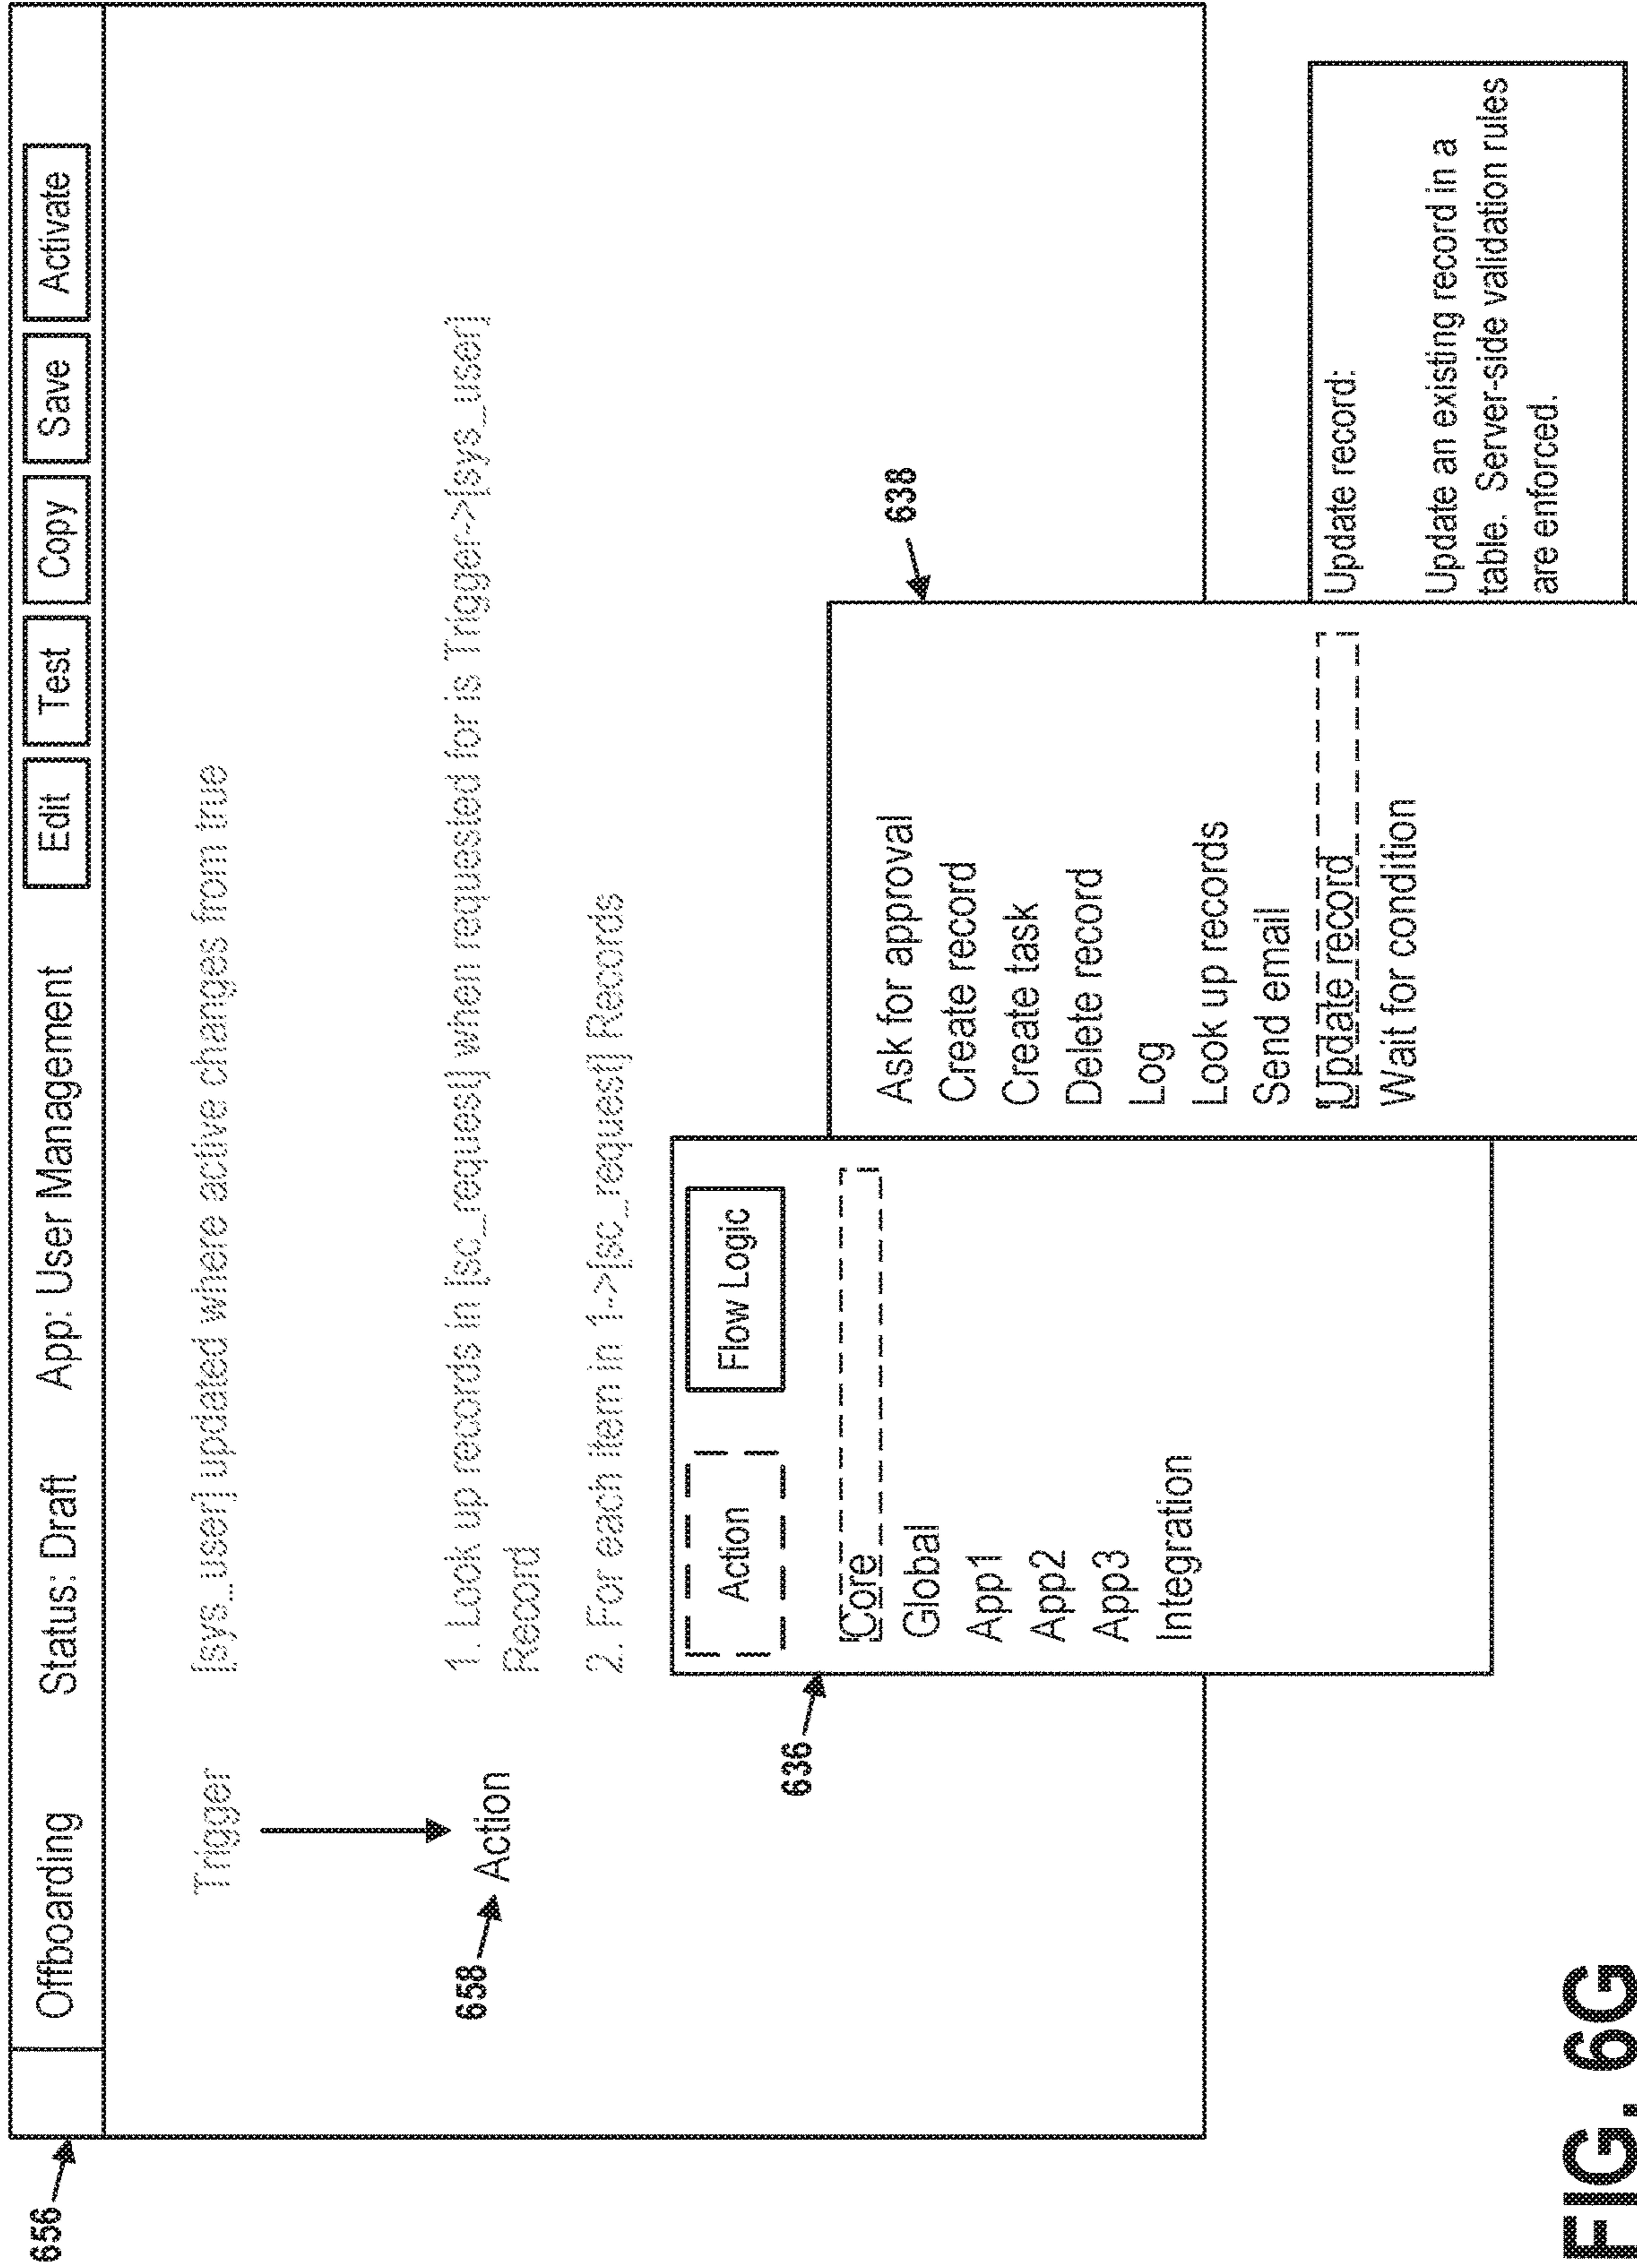 656
Offboarding Status: Draft App: User Management Edit Test Copy Save Activate
Trigger [sys_user] updated where active changes from true
658
Action
1. Look up records in [sc_request] when requested for is Trigger->[sys_user]
Record
2. For each item in 1->[sc_request] Records
636
Action Flow Logic
Core
Global
App1
App2
App3
Integration
638
Ask for approval
Create record
Create task
Delete record
Log
Look up records
Send email
Update record
Wait for condition
Update record:
Update an existing record in a
table. Server-side validation rules
are enforced.
FIG. 6G